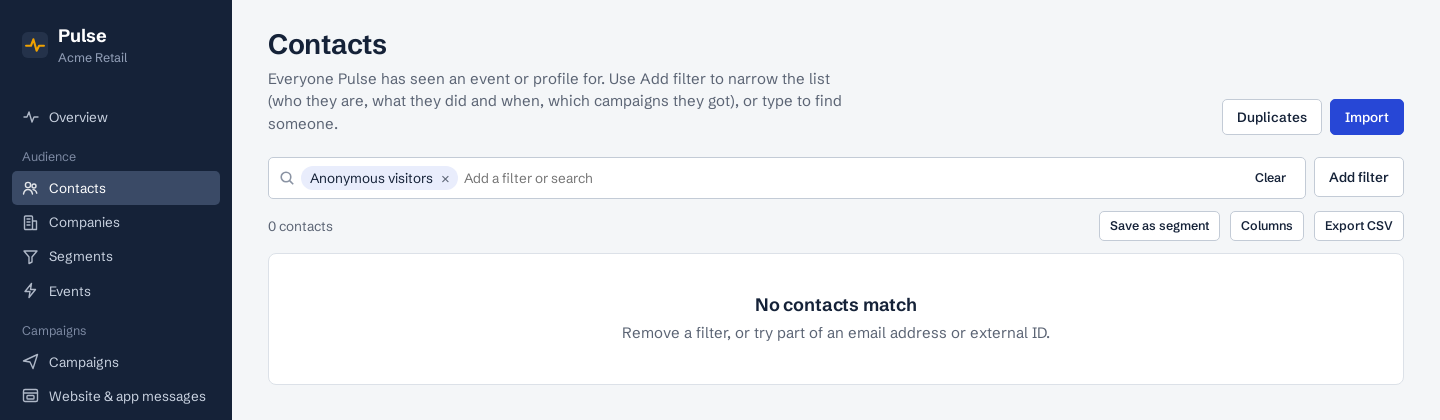 Pulse
Acme Retail
Overview
Audience
Contacts
Companies
Segments
Events
Campaigns
Campaigns
Website & app messages
Contacts
Everyone Pulse has seen an event or profile for. Use Add filter to narrow the list
(who they are, what they did and when, which campaigns they got), or type to find
someone.
Duplicates
Import
Anonymous visitors ×
Add a filter or search
Clear
Add filter
0 contacts
Save as segment
Columns
Export CSV
No contacts match
Remove a filter, or try part of an email address or external ID.